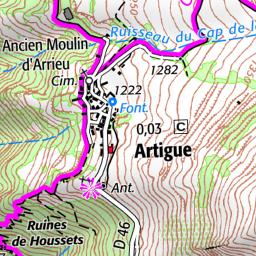 Ruisseau du Cap de
Ancien Moulin
d'Arrieu
1282
Cim.
1222
Font.
0,03
C
Artigue
Ant.
Ruines
de Houssets
D 46